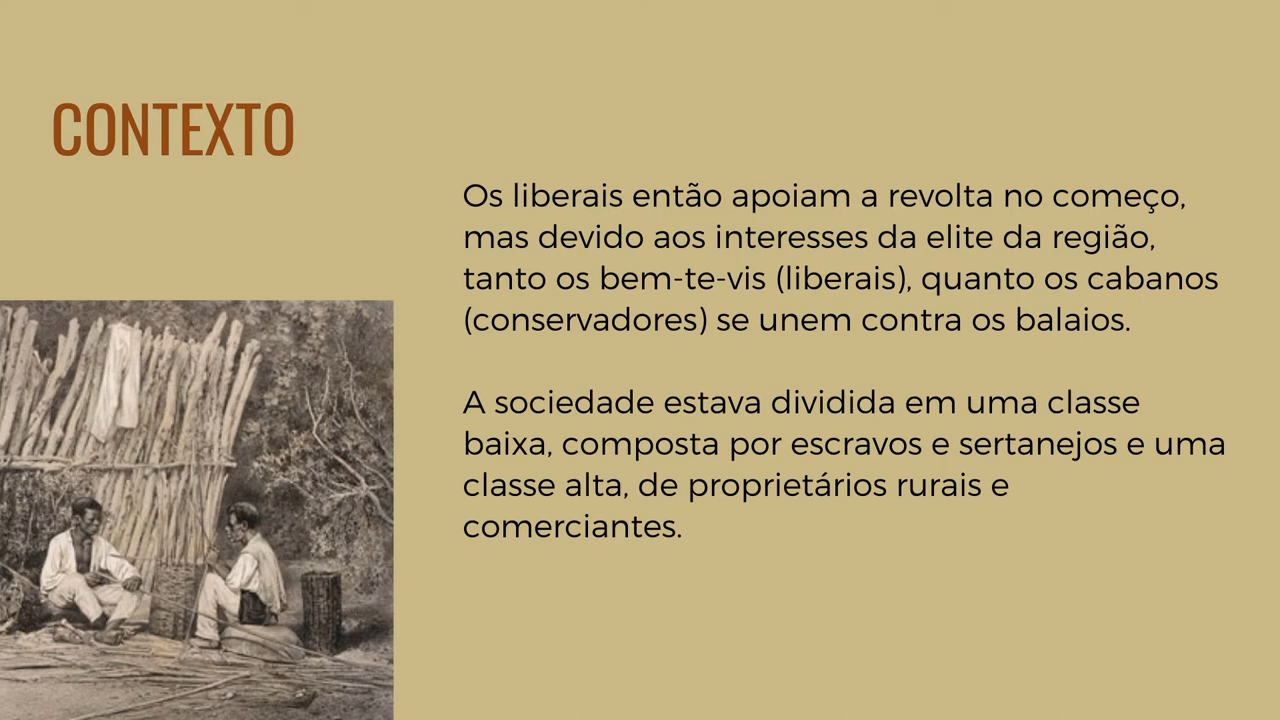 CONTEXTO
Os liberais então apoiam a revolta no começo,
mas devido aos interesses da elite da região,
tanto os bem-te-vis (liberais), quanto os cabanos
(conservadores) se unem contra os balaios.
A sociedade estava dividida em uma classe
baixa, composta por escravos e sertanejos e uma
classe alta, de proprietários rurais e
comerciantes.